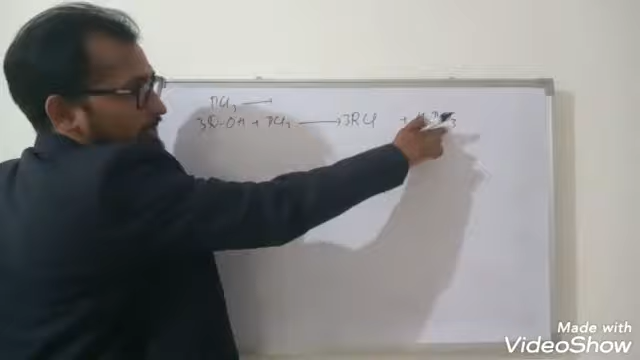 PCl₃ ⟶
3R-OH + PCl₃ ⟶ 3RCl +
Made with
VideoShow